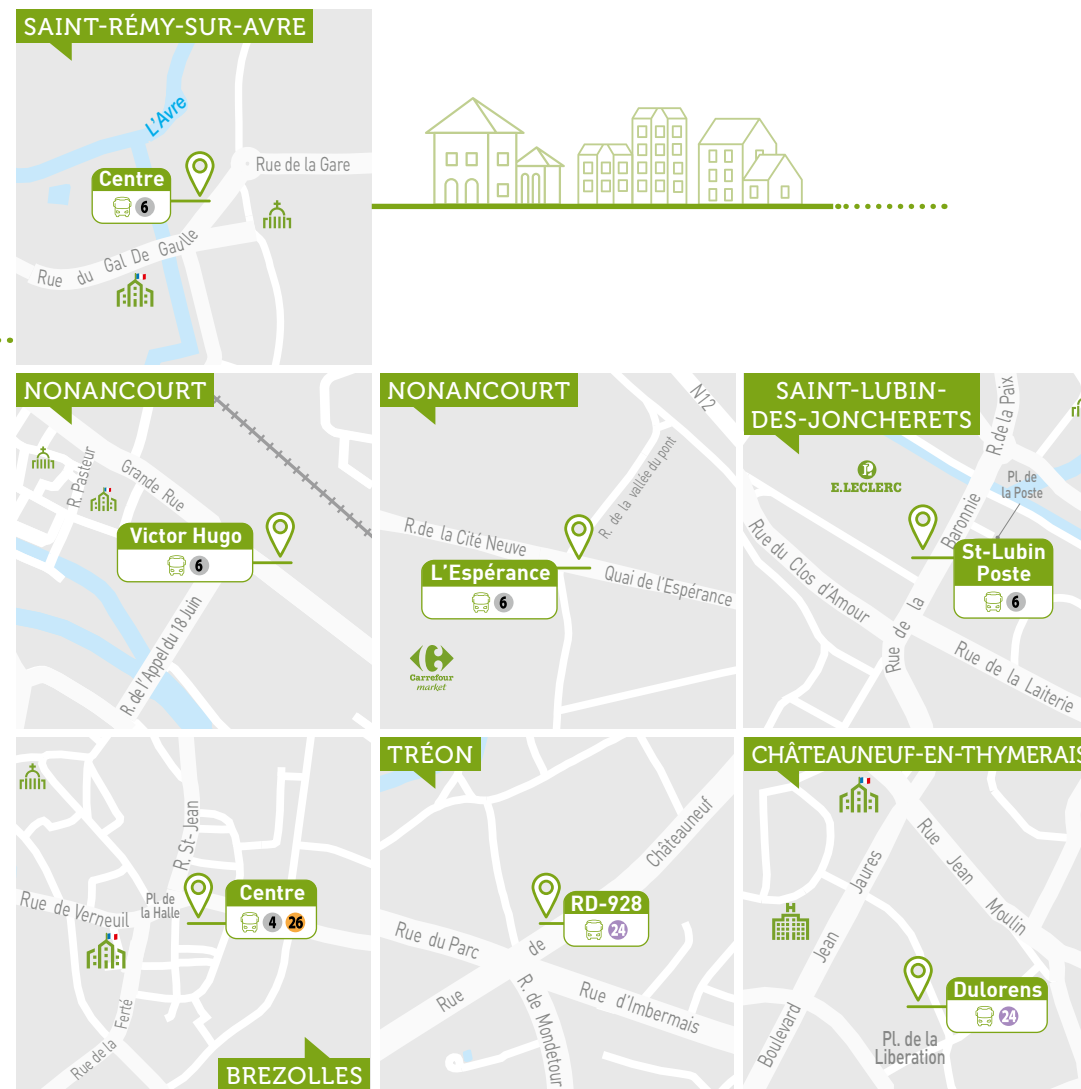 SAINT-RÉMY-SUR-AVRE
L'Avre
Rue de la Gare
Centre
6
Rue du Gal De Gaulle
NONANCOURT
R. Pasteur
Grande Rue
Victor Hugo
6
R. de l'Appel du 18 Juin
NONANCOURT
N12
R. de la vallée du pont
R.de la Cité Neuve
L'Espérance
6
Quai de l'Espérance
Carrefour
market
SAINT-LUBIN-
DES-JONCHERETS
R.de la Paix
E.LECLERC
Pl. de
la Poste
Rue du Clos d'Amour
Rue de la Baronnie
St-Lubin
Poste
6
Rue de la Laiterie
R. St-Jean
Rue de Verneuil
Pl. de
la Halle
Centre
4 26
Rue de la Ferté
BREZOLLES
TRÉON
Rue de Châteauneuf
RD-928
24
Rue du Parc
Rue d'Imbermais
R. de Mondetour
CHÂTEAUNEUF-EN-THYMERAIS
Rue Jean Moulin
Boulevard Jean Jaures
Dulorens
24
Pl. de la
Liberation